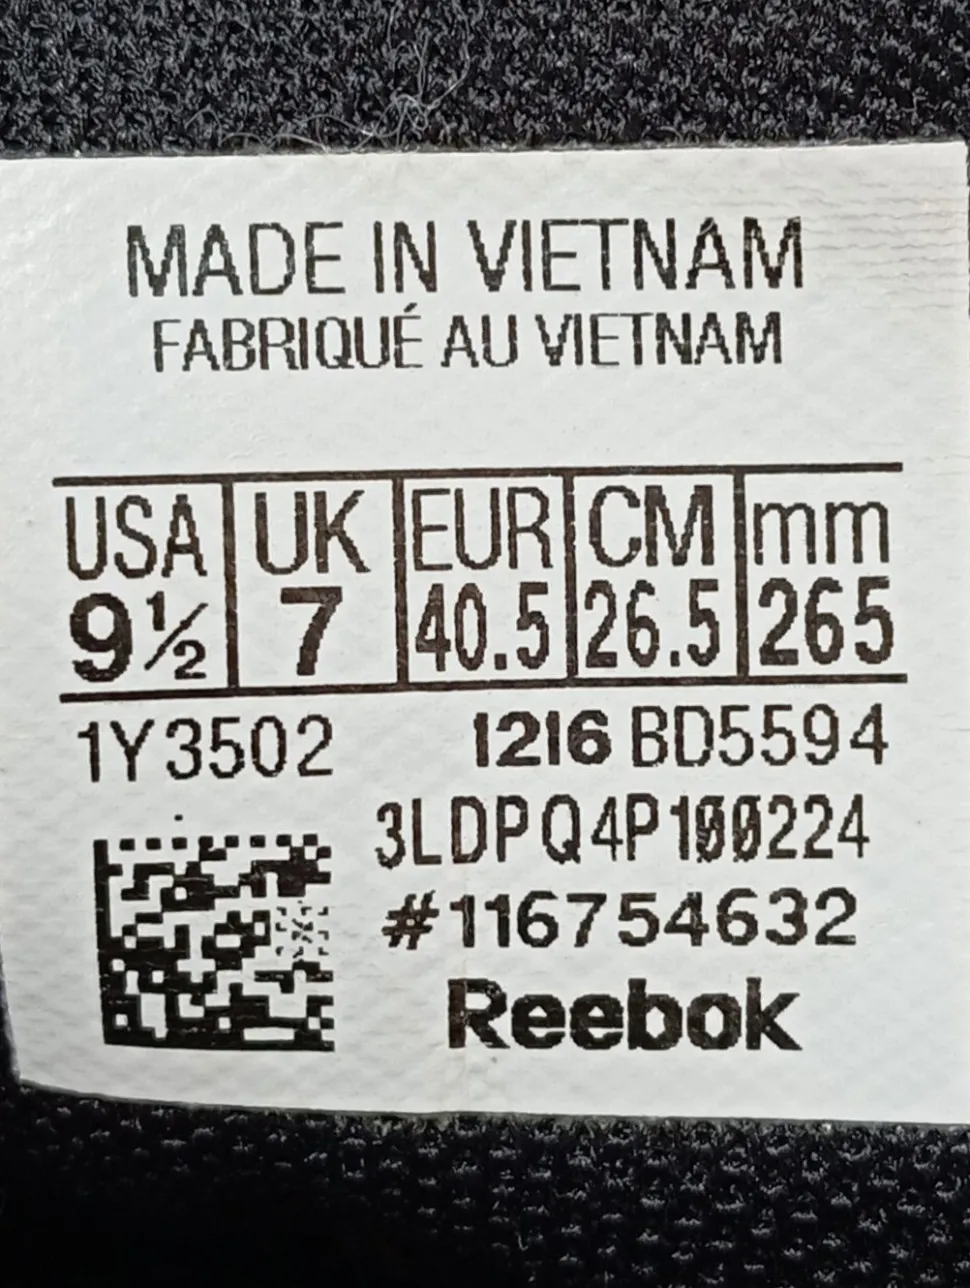 MADE IN VIETNAM
FABRIQUÉ AU VIETNAM
USA UK EUR CM mm
9½ 7 40.5 26.5 265
1Y3502 1216 BD5594
3LDPQ4P100224
#116754632
Reebok